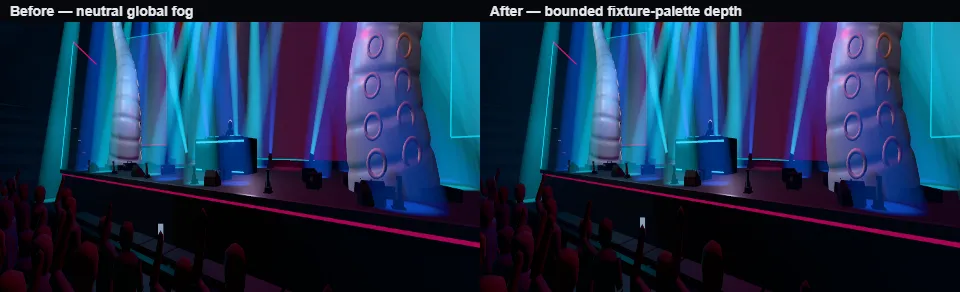 Before — neutral global fog
After — bounded fixture-palette depth